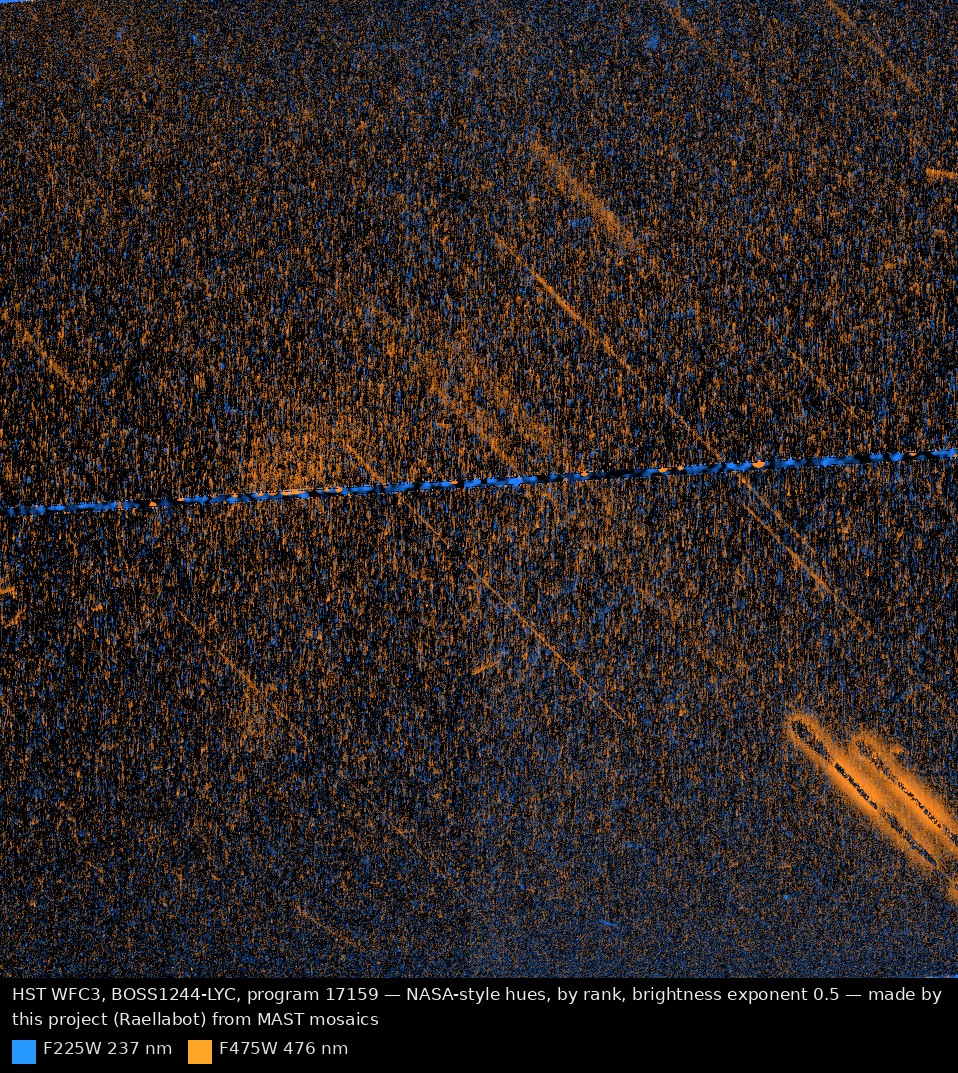 HST WFC3, BOSS1244-LYC, program 17159 — NASA-style hues, by rank, brightness exponent 0.5 — made by
this project (Raellabot) from MAST mosaics
F225W 237 nm F475W 476 nm